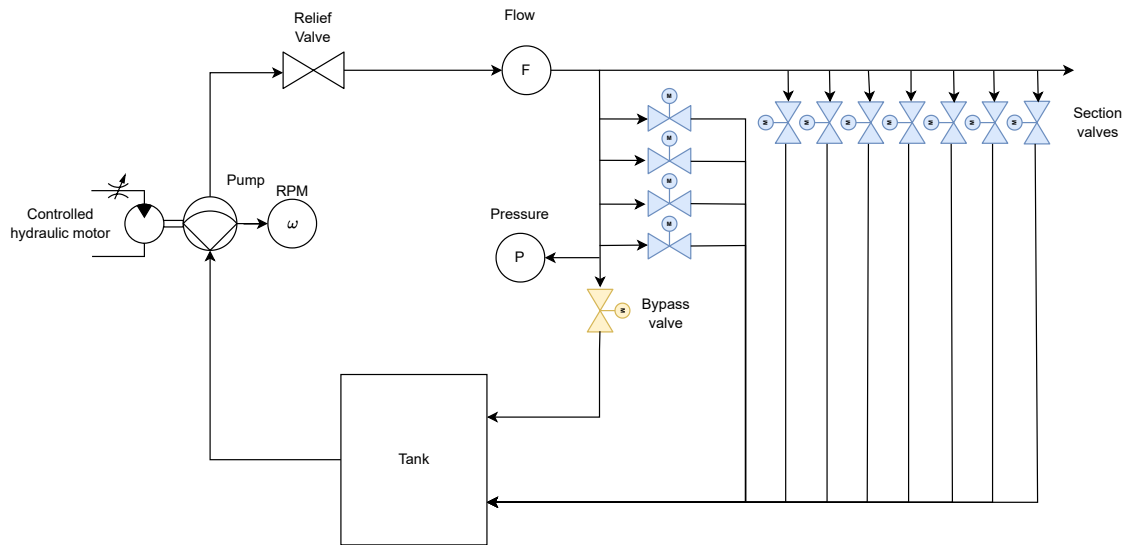 Relief
Valve
Flow
F
M
M
M
M
M
M
M
M
M
M
M
Section
valves
Pump
RPM
ω
Controlled
hydraulic motor
Pressure
P
M
Bypass
valve
Tank